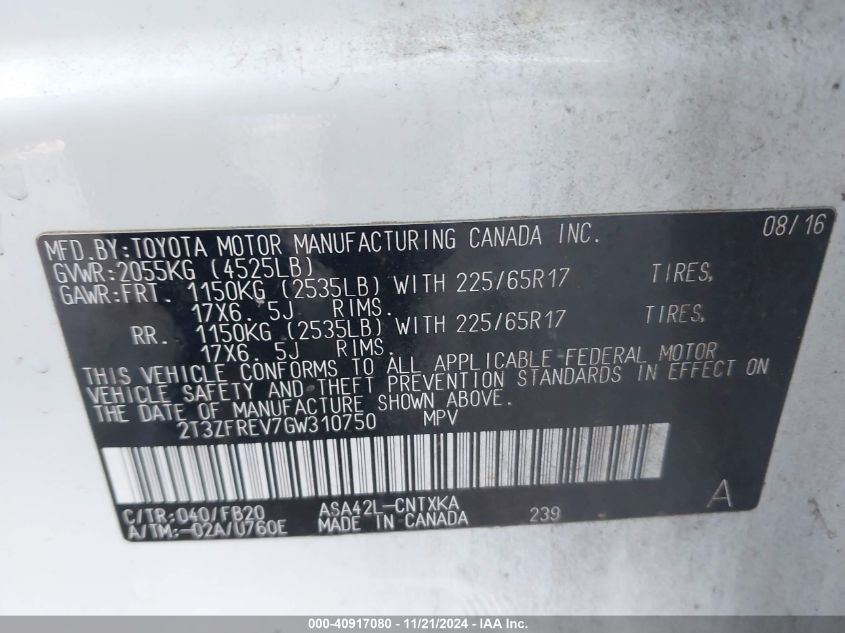 MFD.BY:TOYOTA MOTOR MANUFACTURING CANADA INC. 08/16
GVWR:2055KG (4525LB)
GAWR:FRT. 1150KG (2535LB) WITH 225/65R17 TIRES,
17X6.5J RIMS.
RR. 1150KG (2535LB) WITH 225/65R17 TIRES,
17X6.5J RIMS.
THIS VEHICLE CONFORMS TO ALL APPLICABLE FEDERAL MOTOR
VEHICLE SAFETY AND THEFT PREVENTION STANDARDS IN EFFECT ON
THE DATE OF MANUFACTURE SHOWN ABOVE.
2T3ZFREV7GW310750 MPV
C/TR:040/FB20 ASA42L-CNTXKA
A/TM:-02A/U760E MADE IN CANADA 239 A
000-40917080 - 11/21/2024 - IAA Inc.